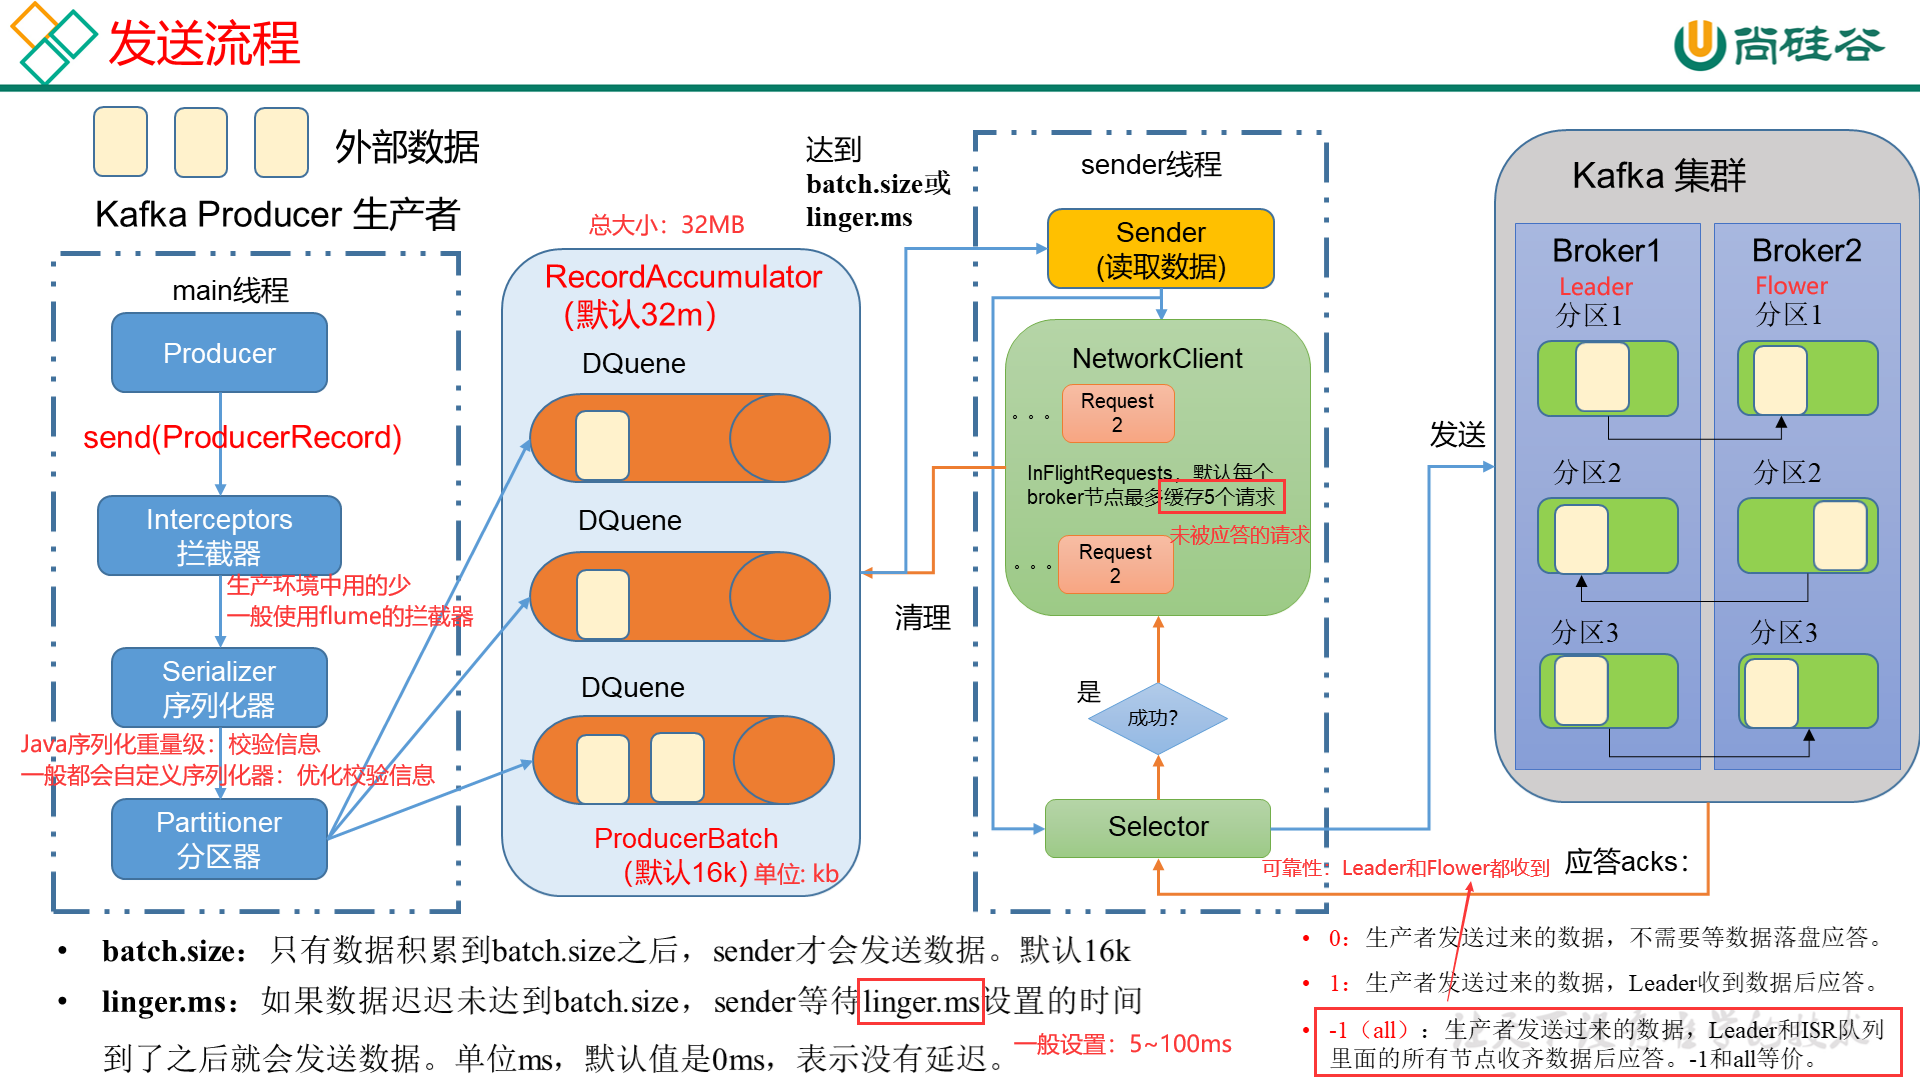 发送流程
尚硅谷
外部数据
Kafka Producer 生产者
main线程
Producer
send(ProducerRecord)
Interceptors
拦截器
生产环境中用的少
一般使用flume的拦截器
Serializer
序列化器
Java序列化重量级：校验信息
一般都会自定义序列化器：优化校验信息
Partitioner
分区器
总大小：32MB
RecordAccumulator
（默认32m）
DQuene
DQuene
DQuene
ProducerBatch
（默认16k）
单位: kb
达到
batch.size或
linger.ms
清理
sender线程
Sender
(读取数据)
NetworkClient
。。。
Request
2
InFlightRequests，默认每个
broker节点最多缓存5个请求
未被应答的请求
。。。
Request
2
是
成功?
Selector
发送
Kafka 集群
Broker1
Leader
分区1
分区2
分区3
Broker2
Flower
分区1
分区2
分区3
可靠性：Leader和Flower都收到
应答acks：
• batch.size：只有数据积累到batch.size之后，sender才会发送数据。默认16k
• linger.ms：如果数据迟迟未达到batch.size，sender等待linger.ms设置的时间
到了之后就会发送数据。单位ms，默认值是0ms，表示没有延迟。
一般设置：5~100ms
• 0：生产者发送过来的数据，不需要等数据落盘应答。
• 1：生产者发送过来的数据，Leader收到数据后应答。
• -1（all）：生产者发送过来的数据，Leader和ISR队列
里面的所有节点收齐数据后应答。-1和all等价。
让天下没有难学的技术